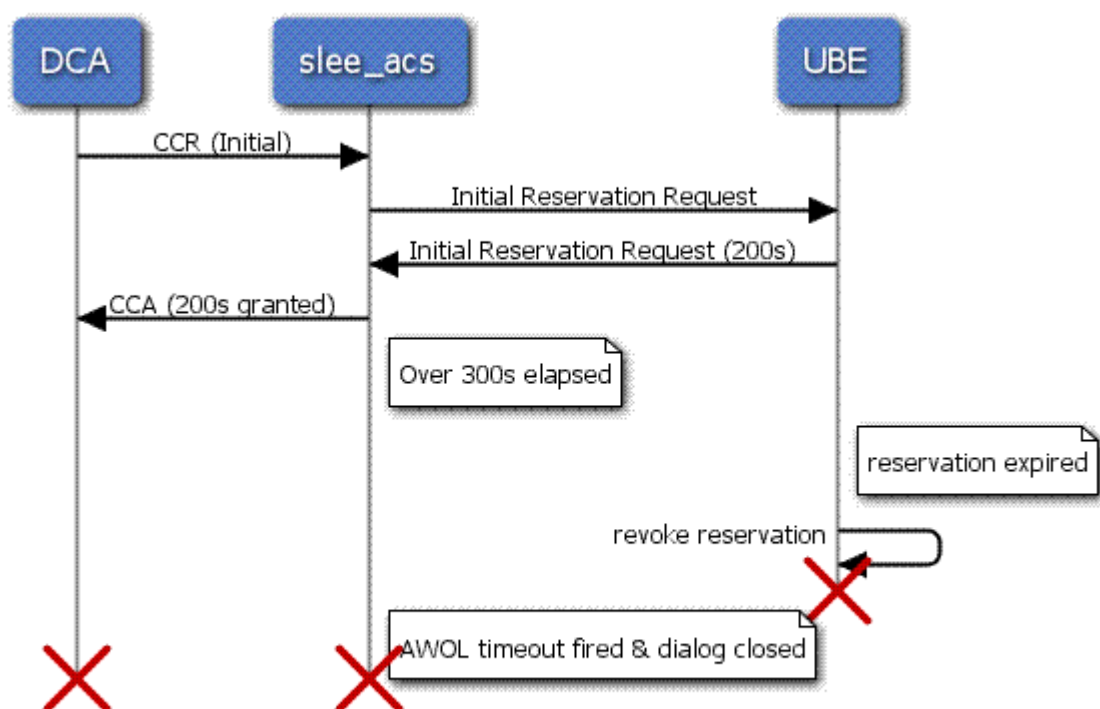 DCA
slee_acs
UBE
CCR (Initial)
Initial Reservation Request
Initial Reservation Request (200s)
CCA (200s granted)
Over 300s elapsed
reservation expired
revoke reservation
AWOL timeout fired & dialog closed